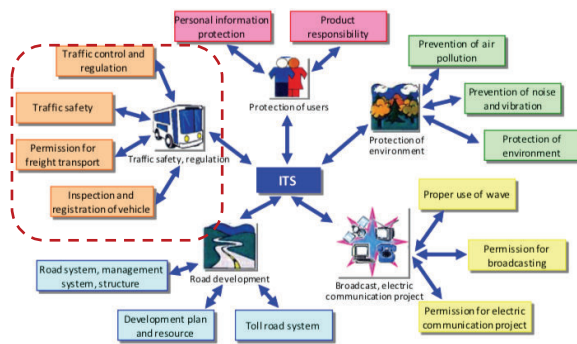 Personal information
protection
Product
responsibility
Protection of users
Traffic control and
regulation
Traffic safety
Permission for
freight transport
Inspection and
registration of vehicle
Traffic safety, regulation
Prevention of air
pollution
Prevention of noise
and vibration
Protection of
environment
Protection of
environment
ITS
Proper use of wave
Permission for
broadcasting
Permission for electric
communication project
Broadcast, electric
communication project
Road development
Road system, management
system, structure
Development plan
and resource
Toll road system